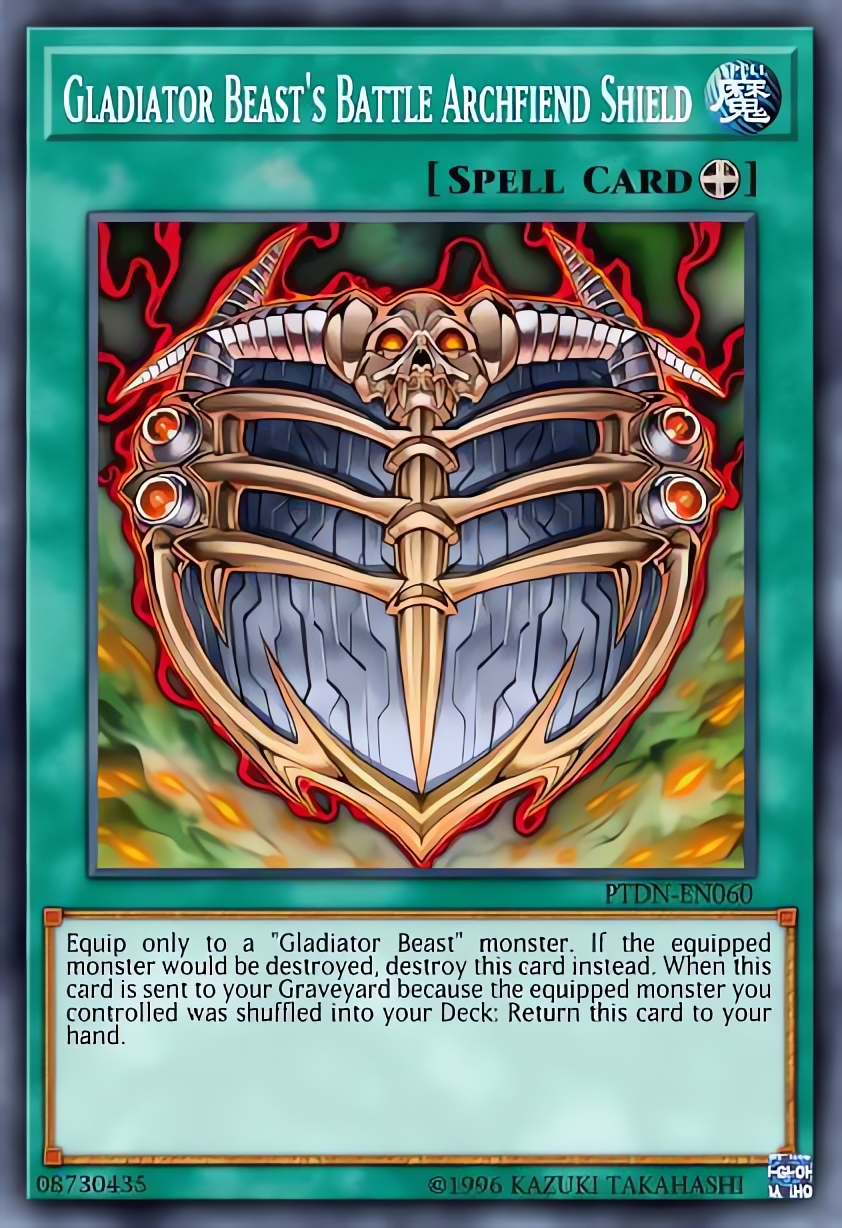 GLADIATOR BEAST'S BATTLE ARCHFIEND SHIELD 魔
[SPELL CARD]
PTDN-EN060
Equip only to a "Gladiator Beast" monster. If the equipped
monster would be destroyed, destroy this card instead. When this
card is sent to your Graveyard because the equipped monster you
controlled was shuffled into your Deck: Return this card to your
hand.
08730435 ©1996 KAZUKI TAKAHASHI